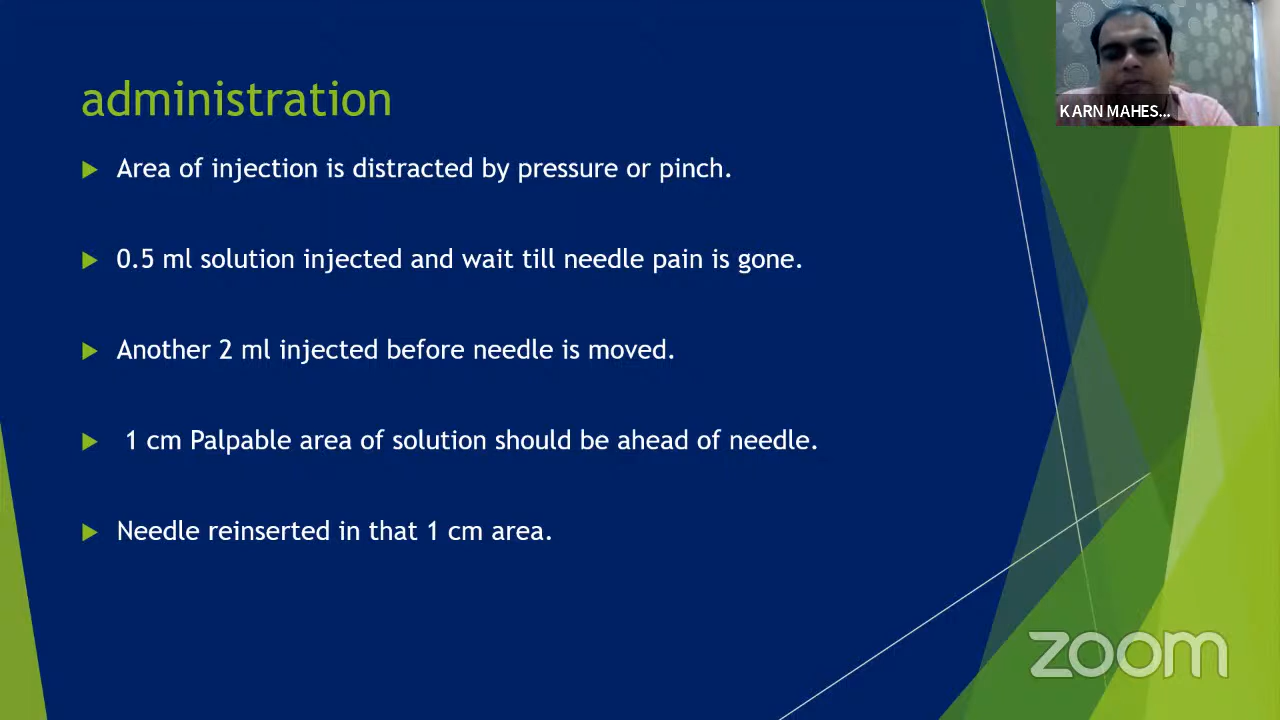 KARN MAHES...
administration
Area of injection is distracted by pressure or pinch.
0.5 ml solution injected and wait till needle pain is gone.
Another 2 ml injected before needle is moved.
1 cm Palpable area of solution should be ahead of needle.
Needle reinserted in that 1 cm area.
zoom